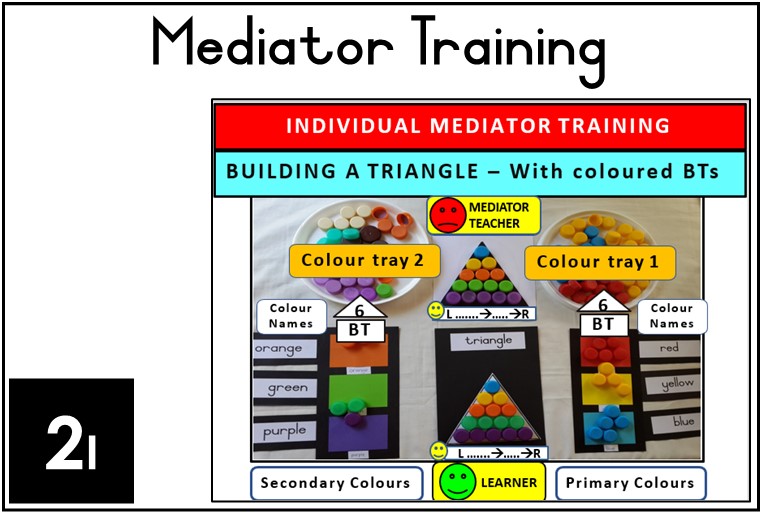 Mediator Training
INDIVIDUAL MEDIATOR TRAINING
BUILDING A TRIANGLE – With coloured BTs
MEDIATOR
TEACHER
Colour tray 2
Colour tray 1
6
BT
Colour
Names
L .......→.....→R
6
BT
Colour
Names
orange
green
purple
orange
purple
triangle
red
yellow
blue
L .......→.....→R
Secondary Colours
LEARNER
Primary Colours
2I